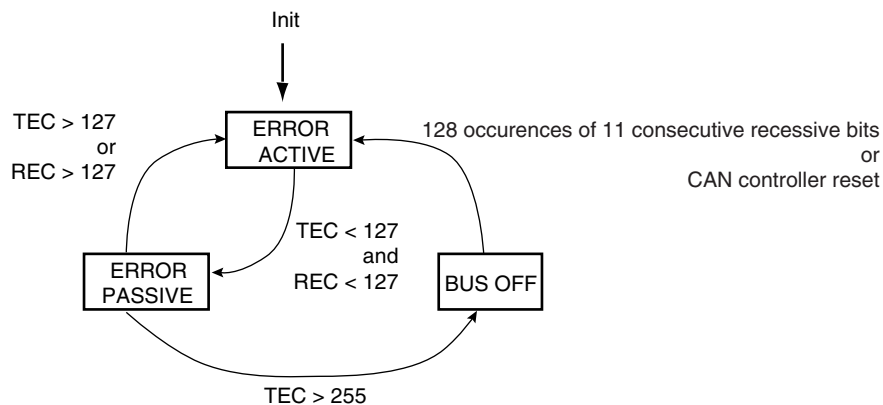 Init
TEC > 127
or
REC > 127
ERROR
ACTIVE
128 occurences of 11 consecutive recessive bits
or
CAN controller reset
TEC < 127
and
REC < 127
ERROR
PASSIVE
BUS OFF
TEC > 255